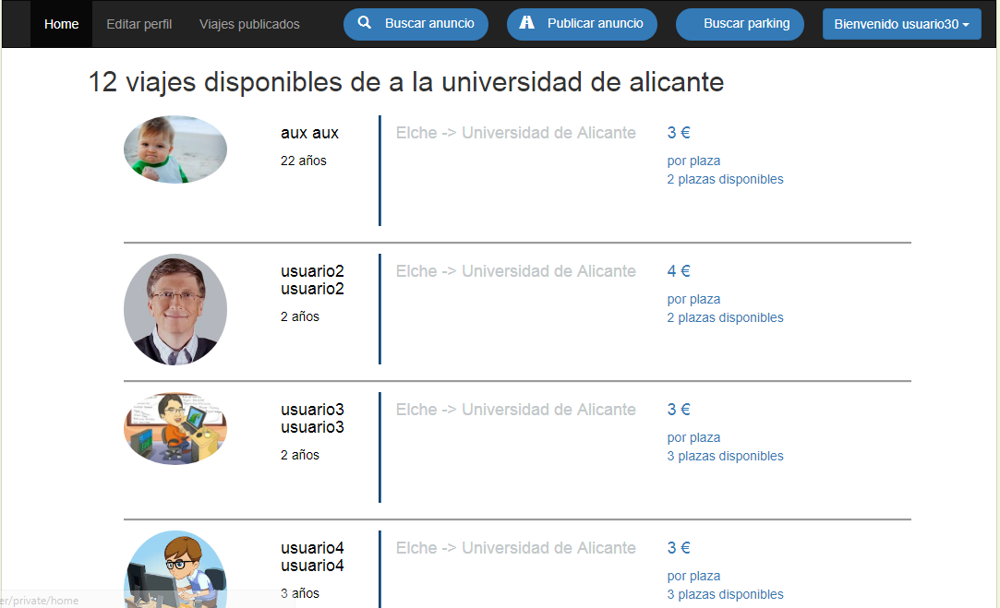 Home Editar perfil Viajes publicados Buscar anuncio Publicar anuncio Buscar parking Bienvenido usuario30
12 viajes disponibles de a la universidad de alicante
aux aux
22 años
Elche -> Universidad de Alicante
3 €
por plaza
2 plazas disponibles
usuario2
usuario2
2 años
Elche -> Universidad de Alicante
4 €
por plaza
2 plazas disponibles
usuario3
usuario3
2 años
Elche -> Universidad de Alicante
3 €
por plaza
3 plazas disponibles
usuario4
usuario4
3 años
Elche -> Universidad de Alicante
3 €
por plaza
3 plazas disponibles
er/private/home